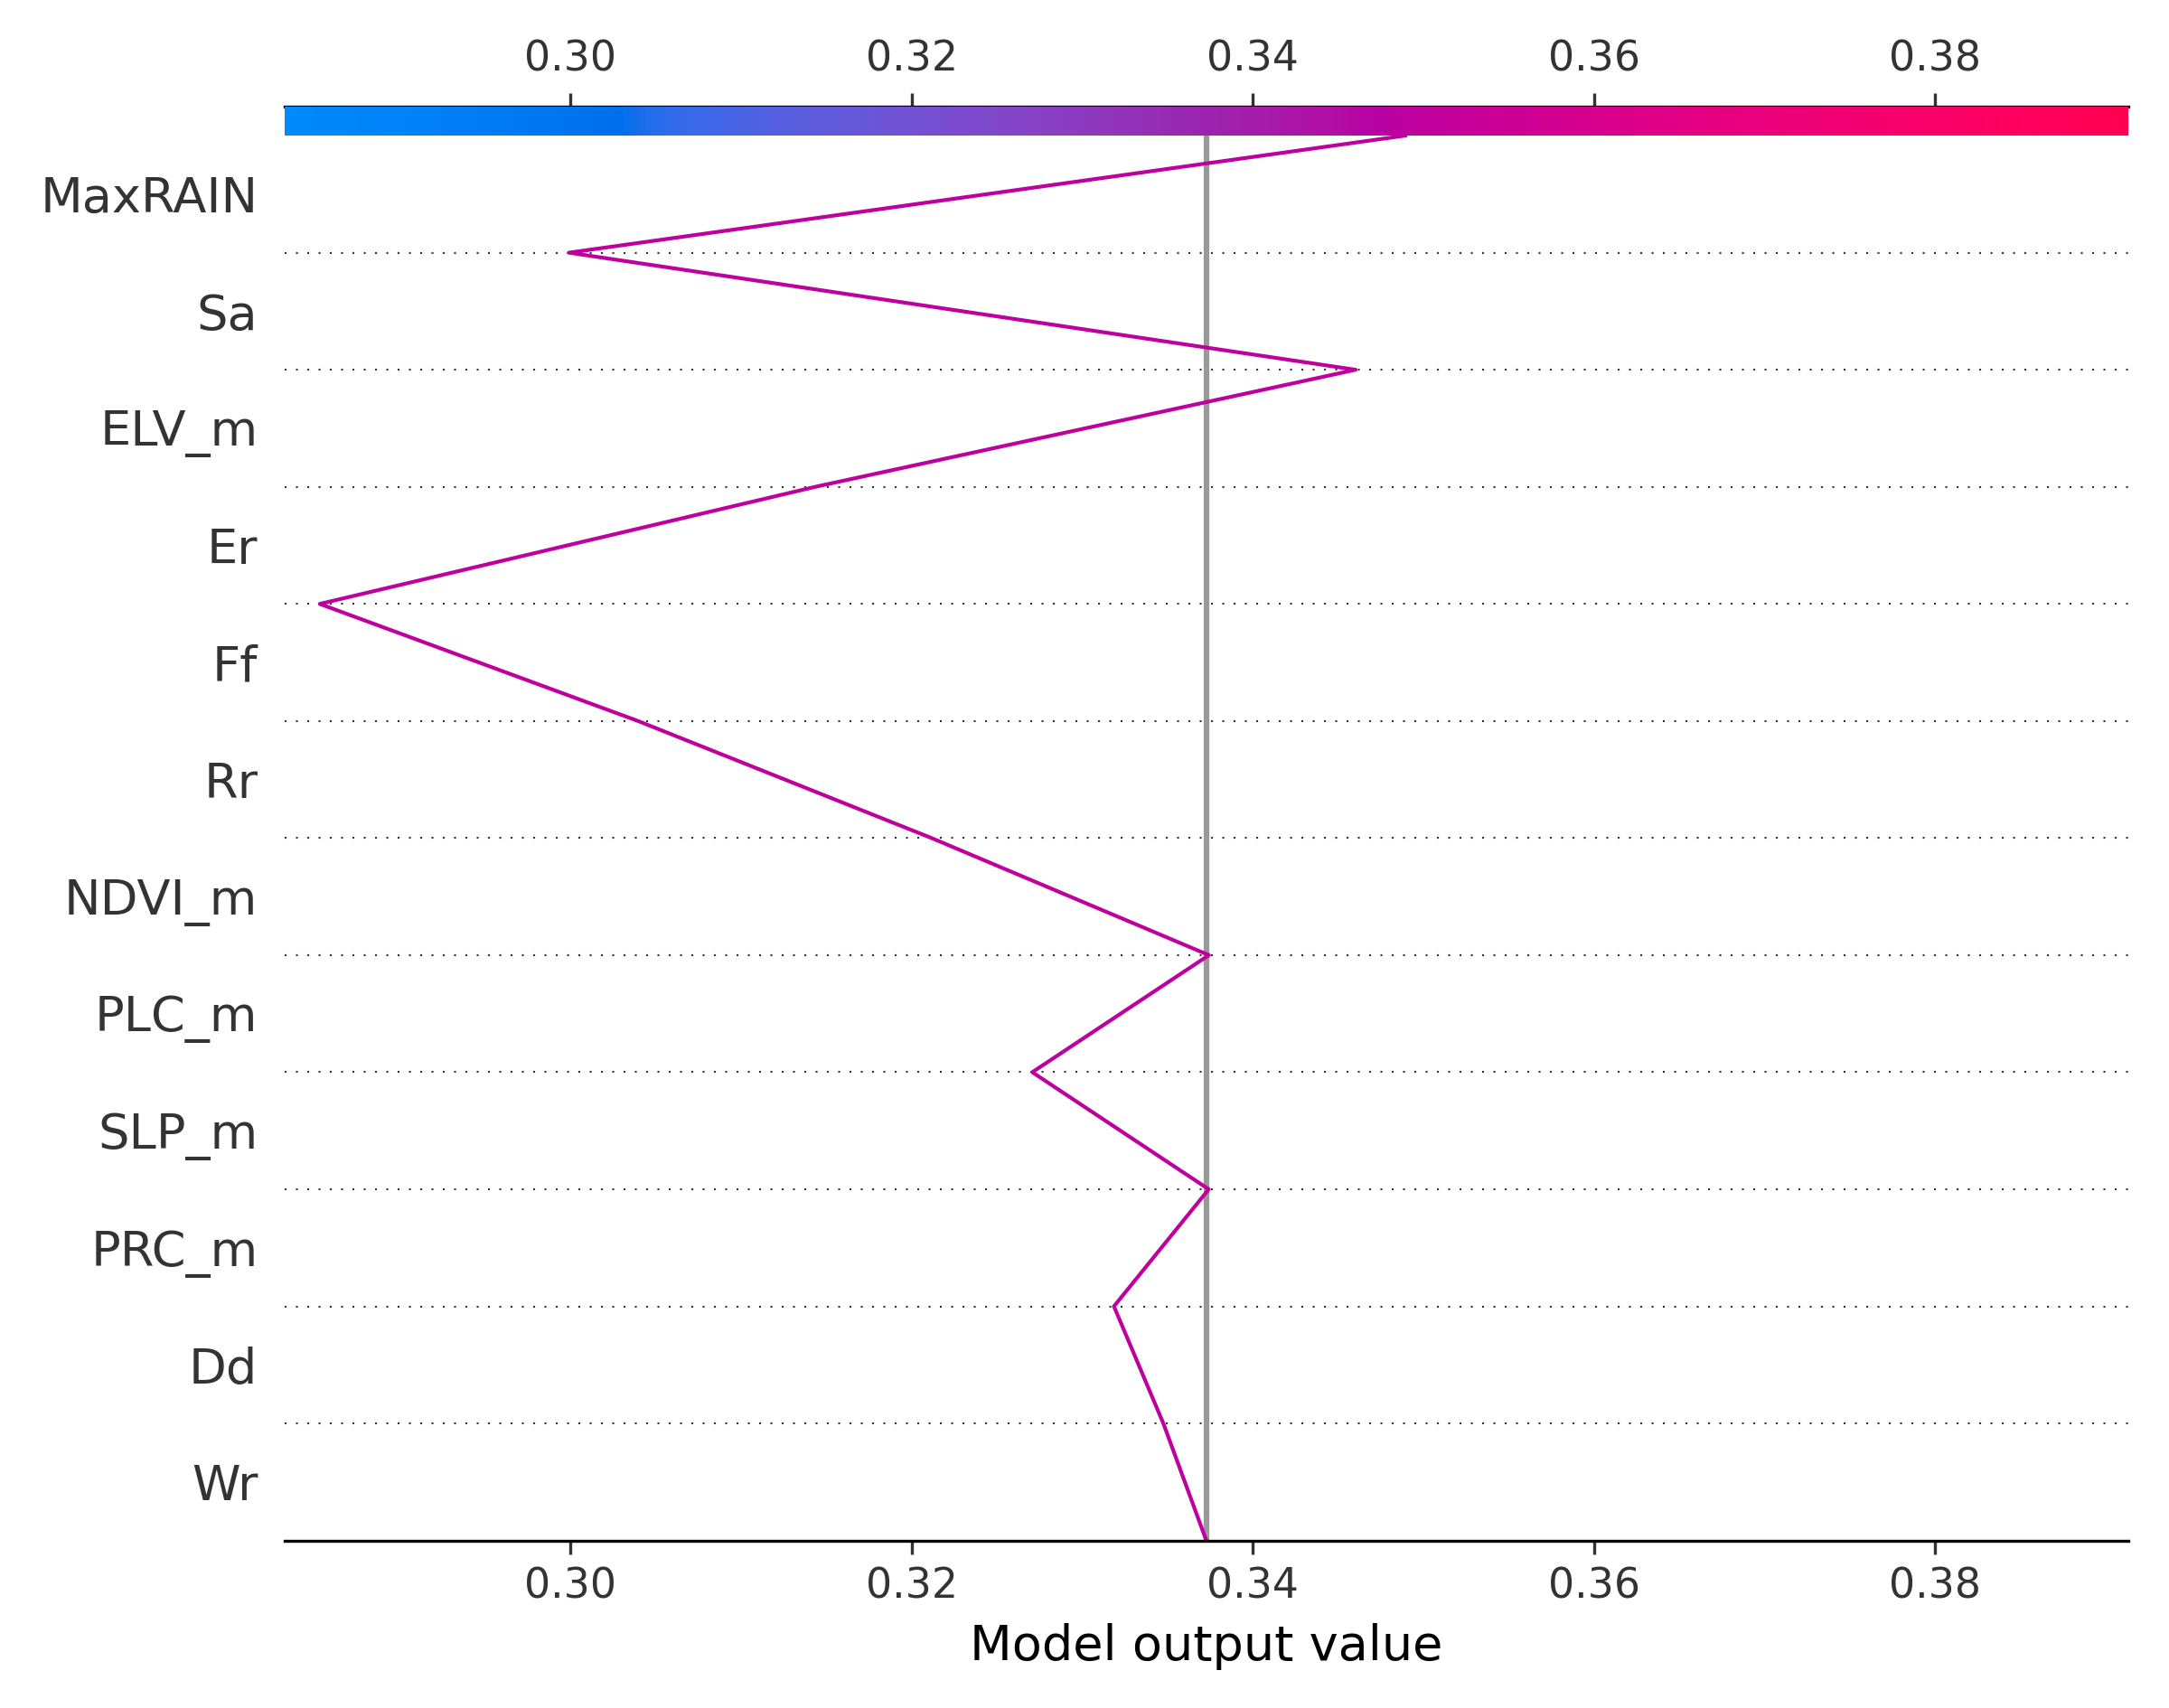 0.30 0.32 0.34 0.36 0.38
MaxRAIN
Sa
ELV_m
Er
Ff
Rr
NDVI_m
PLC_m
SLP_m
PRC_m
Dd
Wr
0.30 0.32 0.34 0.36 0.38
Model output value